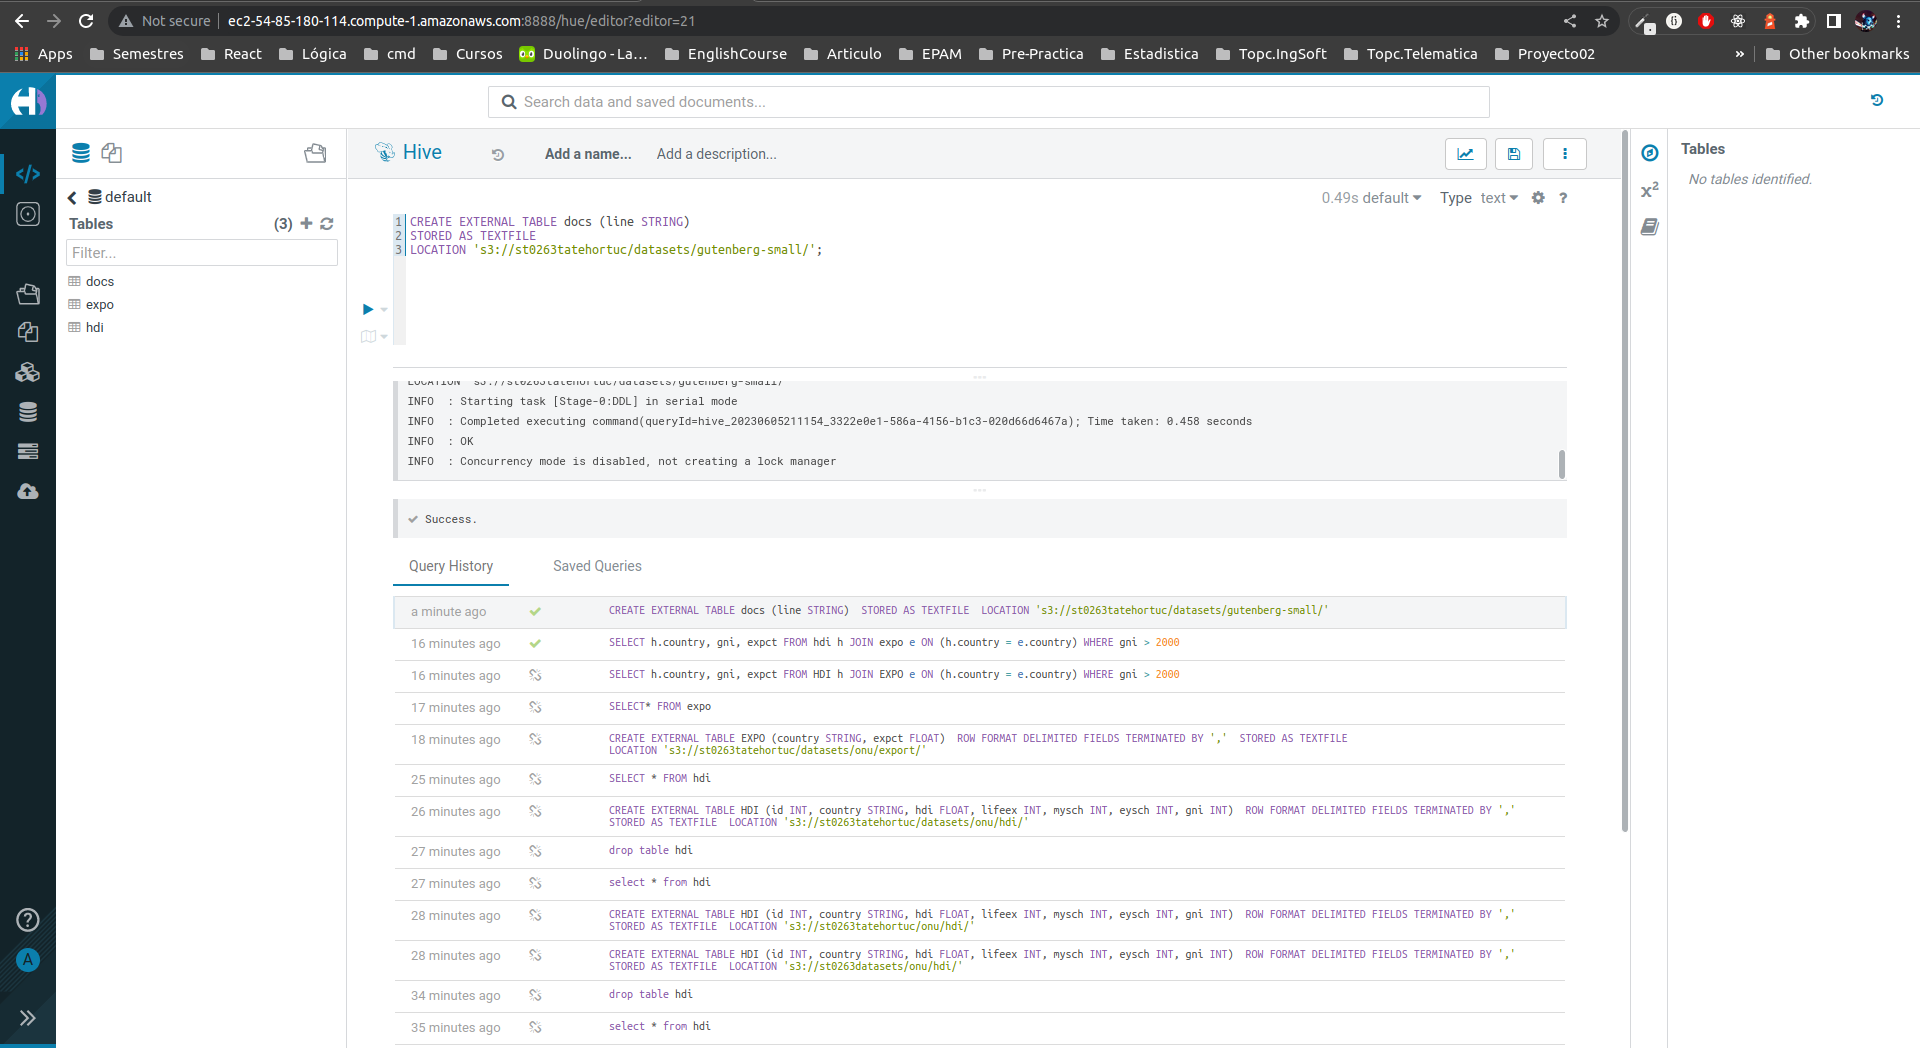 Not secure
ec2-54-85-180-114.compute-1.amazonaws.com:8888/hue/editor?editor=21
Apps
Semestres
React
Lógica
cmd
Cursos
Duolingo - La...
EnglishCourse
Articulo
EPAM
Pre-Practica
Estadistica
Topc.IngSoft
Topc.Telematica
Proyecto02
»
Other bookmarks
Search data and saved documents...
default
Tables
(3)
Filter...
docs
expo
hdi
A
Hive
Add a name...
Add a description...
0.49s default
Type text
?
1 CREATE EXTERNAL TABLE docs (line STRING)
2 STORED AS TEXTFILE
3 LOCATION 's3://st0263tatehortuc/datasets/gutenberg-small/';
LOCATION 's3://st0263tatehortuc/datasets/gutenberg-small/'
INFO : Starting task [Stage-0:DDL] in serial mode
INFO : Completed executing command(queryId=hive_20230605211154_3322e0e1-586a-4156-b1c3-020d66d6467a); Time taken: 0.458 seconds
INFO : OK
INFO : Concurrency mode is disabled, not creating a lock manager
Success.
Query History
Saved Queries
a minute ago CREATE EXTERNAL TABLE docs (line STRING) STORED AS TEXTFILE LOCATION 's3://st0263tatehortuc/datasets/gutenberg-small/'
16 minutes ago SELECT h.country, gni, expct FROM hdi h JOIN expo e ON (h.country = e.country) WHERE gni > 2000
16 minutes ago SELECT h.country, gni, expct FROM HDI h JOIN EXPO e ON (h.country = e.country) WHERE gni > 2000
17 minutes ago SELECT* FROM expo
18 minutes ago CREATE EXTERNAL TABLE EXPO (country STRING, expct FLOAT) ROW FORMAT DELIMITED FIELDS TERMINATED BY ',' STORED AS TEXTFILE
LOCATION 's3://st0263tatehortuc/datasets/onu/export/'
25 minutes ago SELECT * FROM hdi
26 minutes ago CREATE EXTERNAL TABLE HDI (id INT, country STRING, hdi FLOAT, lifeex INT, mysch INT, eysch INT, gni INT) ROW FORMAT DELIMITED FIELDS TERMINATED BY ','
STORED AS TEXTFILE LOCATION 's3://st0263tatehortuc/datasets/onu/hdi/'
27 minutes ago drop table hdi
27 minutes ago select * from hdi
28 minutes ago CREATE EXTERNAL TABLE HDI (id INT, country STRING, hdi FLOAT, lifeex INT, mysch INT, eysch INT, gni INT) ROW FORMAT DELIMITED FIELDS TERMINATED BY ','
STORED AS TEXTFILE LOCATION 's3://st0263tatehortuc/onu/hdi/'
28 minutes ago CREATE EXTERNAL TABLE HDI (id INT, country STRING, hdi FLOAT, lifeex INT, mysch INT, eysch INT, gni INT) ROW FORMAT DELIMITED FIELDS TERMINATED BY ','
STORED AS TEXTFILE LOCATION 's3://st0263datasets/onu/hdi/'
34 minutes ago drop table hdi
35 minutes ago select * from hdi
x²
Tables
No tables identified.